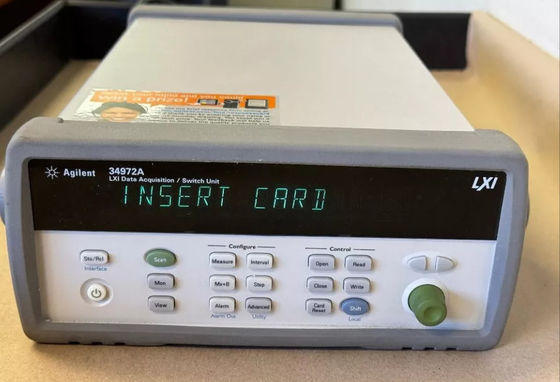 win a prize!
Agilent
34972A
LXI Data Acquisition / Switch Unit
LXI
INSERT CARD
Configure
Control
Sto/Rcl
Interface
Scan
Measure
Interval
Open
Read
Mon
Mx+B
Step
Close
Write
View
Alarm
Advanced
Card
Reset
Shift
Alarm Out
Utility
Local